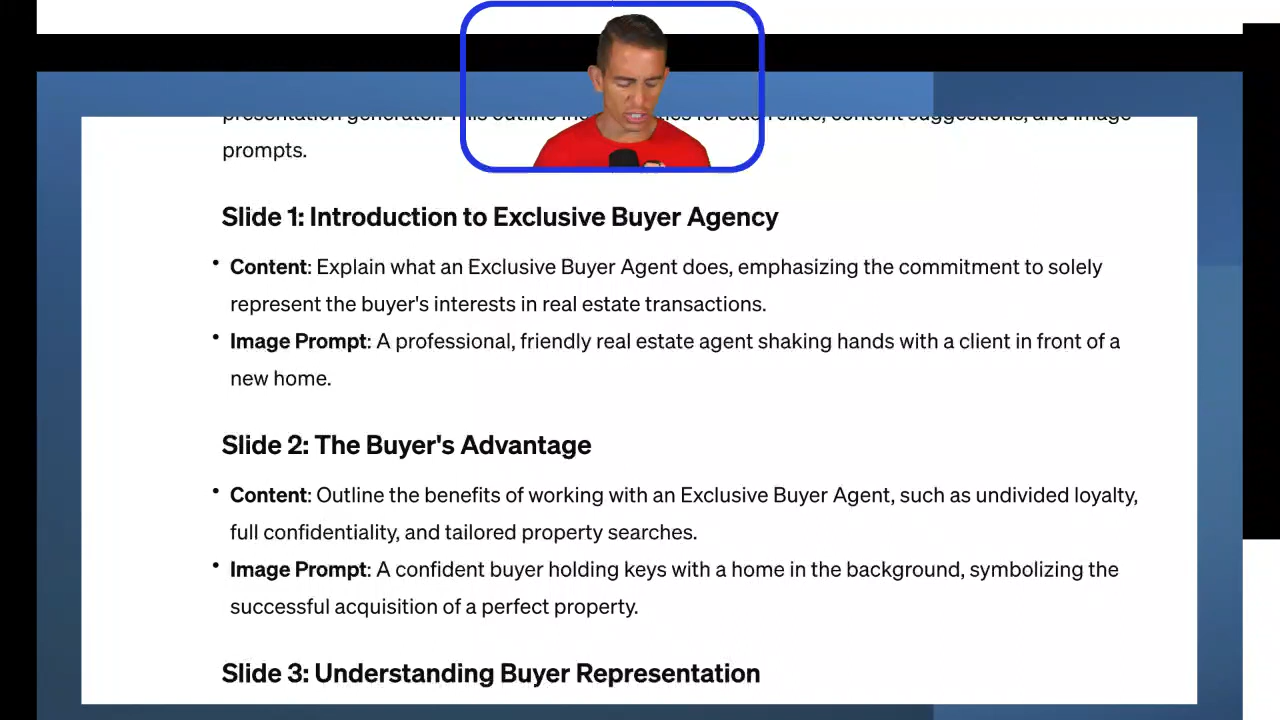 presentation generator. This outline includes titles for each slide, content suggestions, and image
prompts.
Slide 1: Introduction to Exclusive Buyer Agency
• Content: Explain what an Exclusive Buyer Agent does, emphasizing the commitment to solely
represent the buyer's interests in real estate transactions.
• Image Prompt: A professional, friendly real estate agent shaking hands with a client in front of a
new home.
Slide 2: The Buyer's Advantage
• Content: Outline the benefits of working with an Exclusive Buyer Agent, such as undivided loyalty,
full confidentiality, and tailored property searches.
• Image Prompt: A confident buyer holding keys with a home in the background, symbolizing the
successful acquisition of a perfect property.
Slide 3: Understanding Buyer Representation